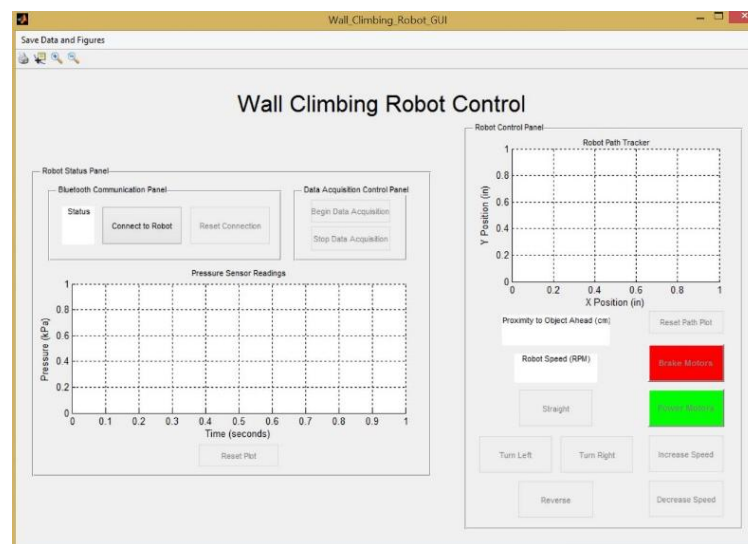 Wall_Climbing_Robot_GUI
Save Data and Figures
Wall Climbing Robot Control
Robot Status Panel
Bluetooth Communication Panel
Status
Connect to Robot
Reset Connection
Data Acquisition Control Panel
Begin Data Acquisition
Stop Data Acquisition
Pressure Sensor Readings
Pressure (kPa)
1
0.8
0.6
0.4
0.2
0
0 0.1 0.2 0.3 0.4 0.5 0.6 0.7 0.8 0.9 1
Time (seconds)
Reset Plot
Robot Control Panel
Robot Path Tracker
Y Position (in)
1
0.8
0.6
0.4
0.2
0
0 0.2 0.4 0.6 0.8 1
X Position (in)
Proximity to Object Ahead (cm)
Reset Path Plot
Robot Speed (RPM)
Brake Motors
Straight
Power Motors
Turn Left
Turn Right
Increase Speed
Reverse
Decrease Speed